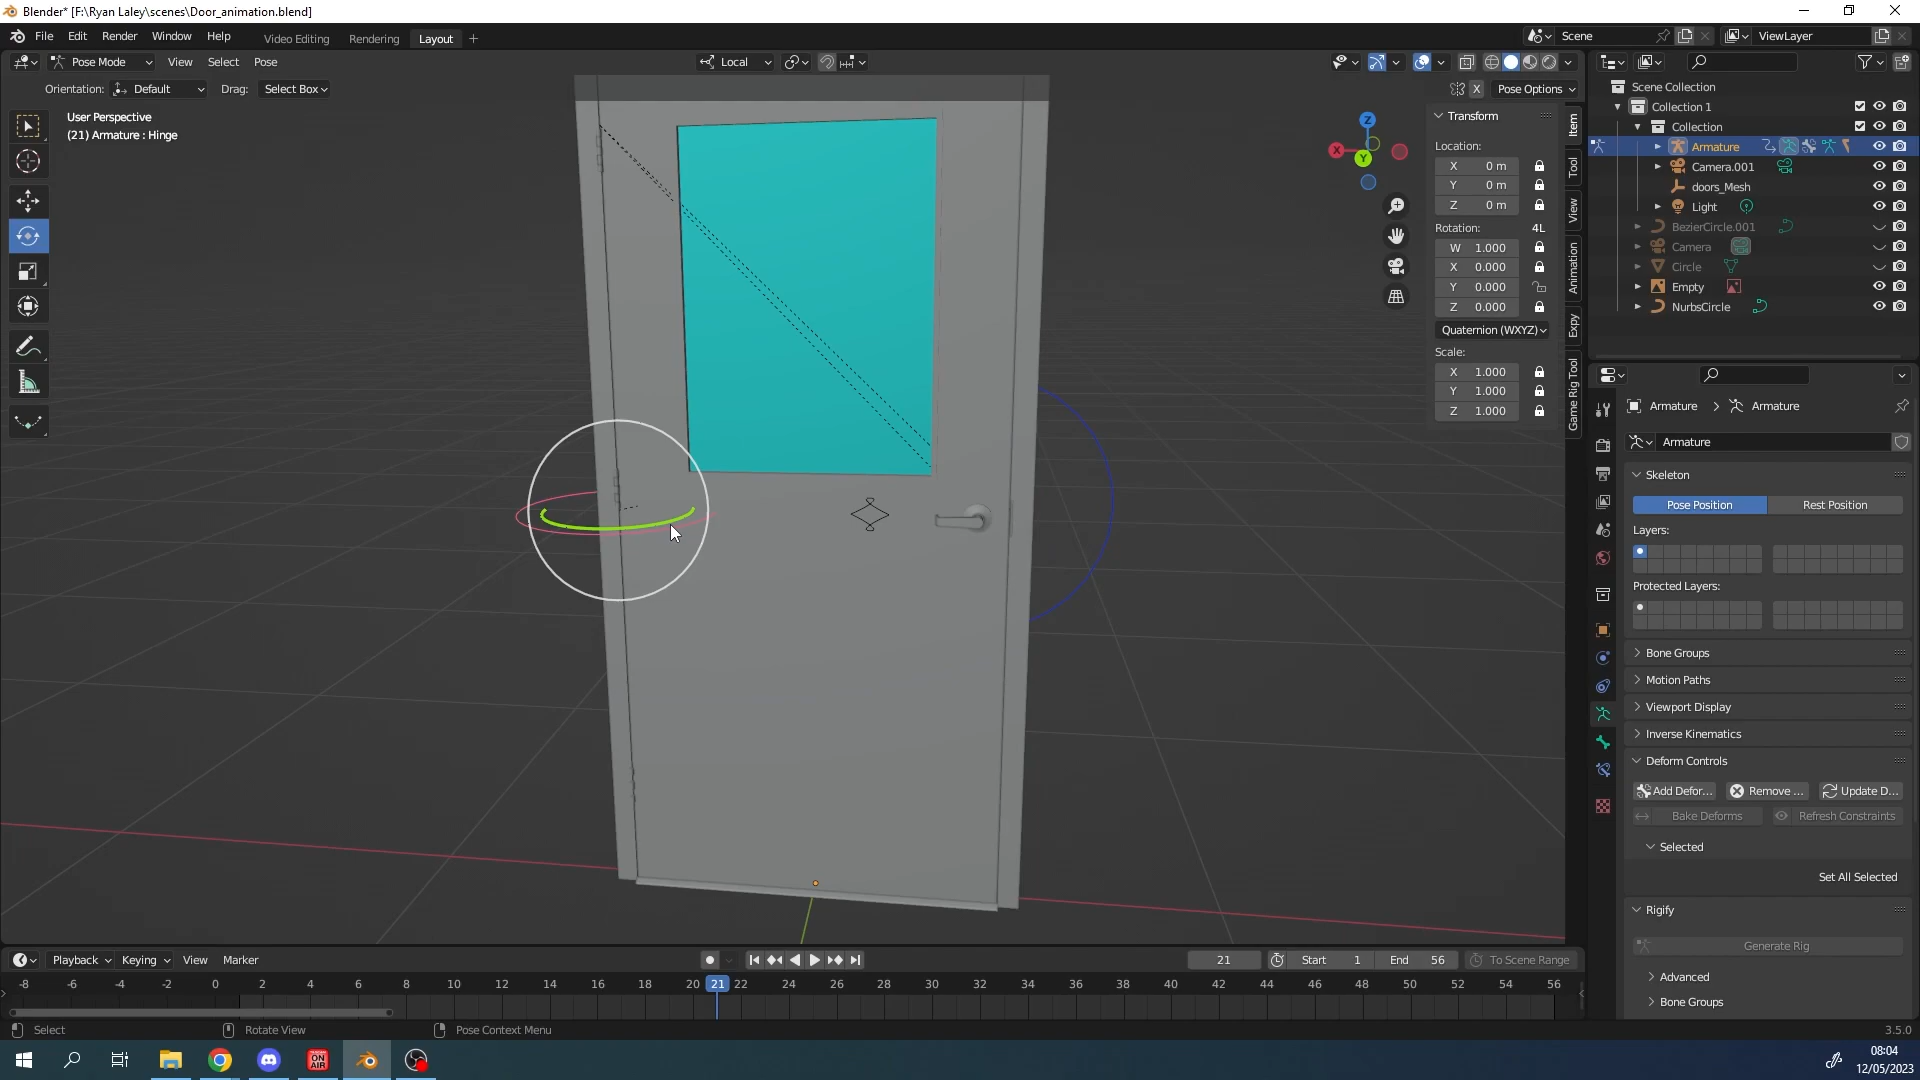 Blender* [F:\Ryan Laley\scenes\Door_animation.blend]
File Edit Render Window Help Video Editing Rendering Layout Scene ViewLayer
Pose Mode View Select Pose Local
Orientation: Default Drag: Select Box X Pose Options
User Perspective
(21) Armature : Hinge
Z
X
Y
Transform
Location:
X 0 m
Y 0 m
Z 0 m
Rotation: 4L
W 1.000
X 0.000
Y 0.000
Z 0.000
Quaternion (WXYZ)
Scale:
X 1.000
Y 1.000
Z 1.000
Item
Tool
View
Animation
Expy
Game Rig Tool
Scene Collection
Collection 1
Collection
Armature
Camera.001
doors_Mesh
Light
BezierCircle.001
Camera
Circle
Empty
NurbsCircle
Armature Armature
Armature
Skeleton
Pose Position Rest Position
Layers:
Protected Layers:
Bone Groups
Motion Paths
Viewport Display
Inverse Kinematics
Deform Controls
Add Defor... Remove ... Update D...
Bake Deforms Refresh Constraints
Selected
Set All Selected
Rigify
Generate Rig
Advanced
Bone Groups
Playback Keying View Marker 21 Start 1 End 56 To Scene Range
-8 -6 -4 -2 0 2 4 6 8 10 12 14 16 18 20 21 22 24 26 28 30 32 34 36 38 40 42 44 46 48 50 52 54 56
Select Rotate View Pose Context Menu 3.5.0
ON AIR
08:04
12/05/2023